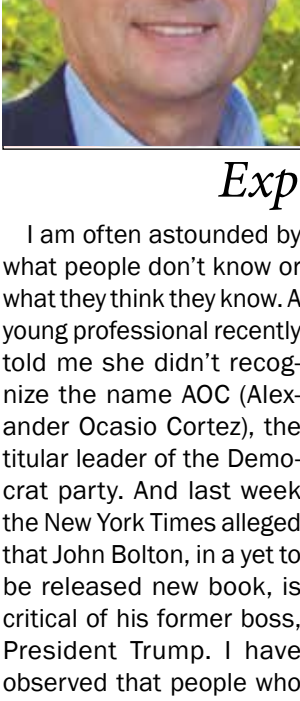 Exp
I am often astounded by
what people don't know or
what they think they know. A
young professional recently
told me she didn't recog-
nize the name AOC (Alex-
ander Ocasio Cortez), the
titular leader of the Demo-
crat party. And last week
the New York Times alleged
that John Bolton, in a yet to
be released new book, is
critical of his former boss,
President Trump. I have
observed that people who